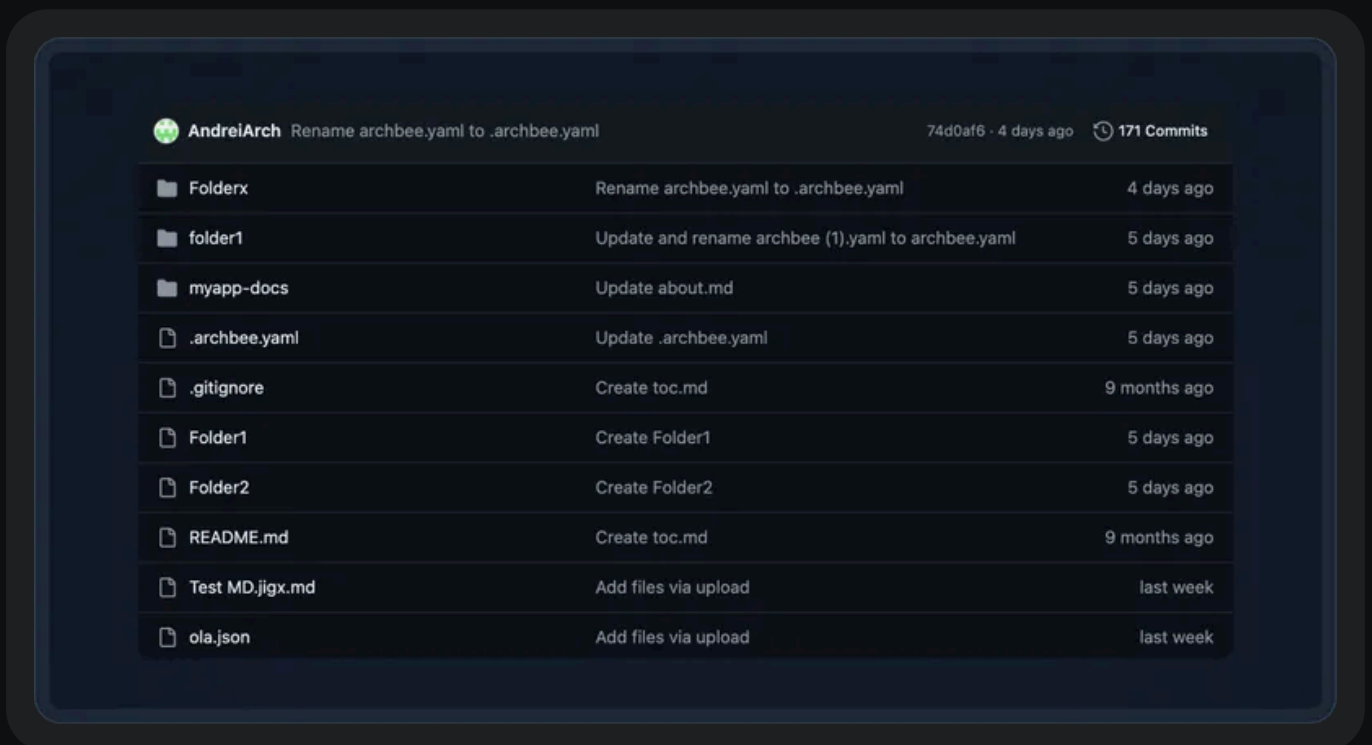 AndreiArch Rename archbee.yaml to .archbee.yaml 74d0af6 · 4 days ago 171 Commits
Folderx Rename archbee.yaml to .archbee.yaml 4 days ago
folder1 Update and rename archbee (1).yaml to archbee.yaml 5 days ago
myapp-docs Update about.md 5 days ago
.archbee.yaml Update .archbee.yaml 5 days ago
.gitignore Create toc.md 9 months ago
Folder1 Create Folder1 5 days ago
Folder2 Create Folder2 5 days ago
README.md Create toc.md 9 months ago
Test MD.jigx.md Add files via upload last week
ola.json Add files via upload last week